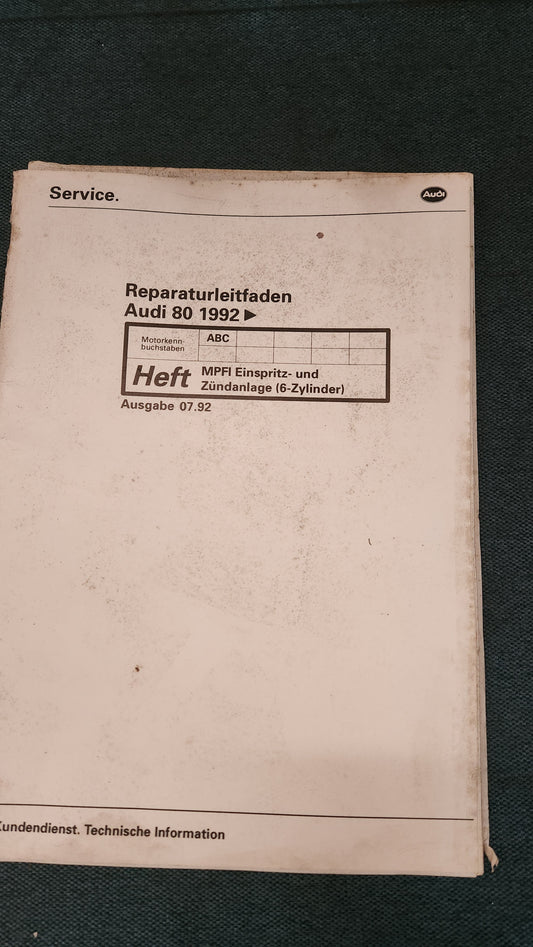 Service.
Audi
Reparaturleitfaden
Audi 80 1992 ►
Motorkenn-
buchstaben
ABC
Heft
MPFI Einspritz- und
Zündanlage (6-Zylinder)
Ausgabe 07.92
Kundendienst. Technische Information